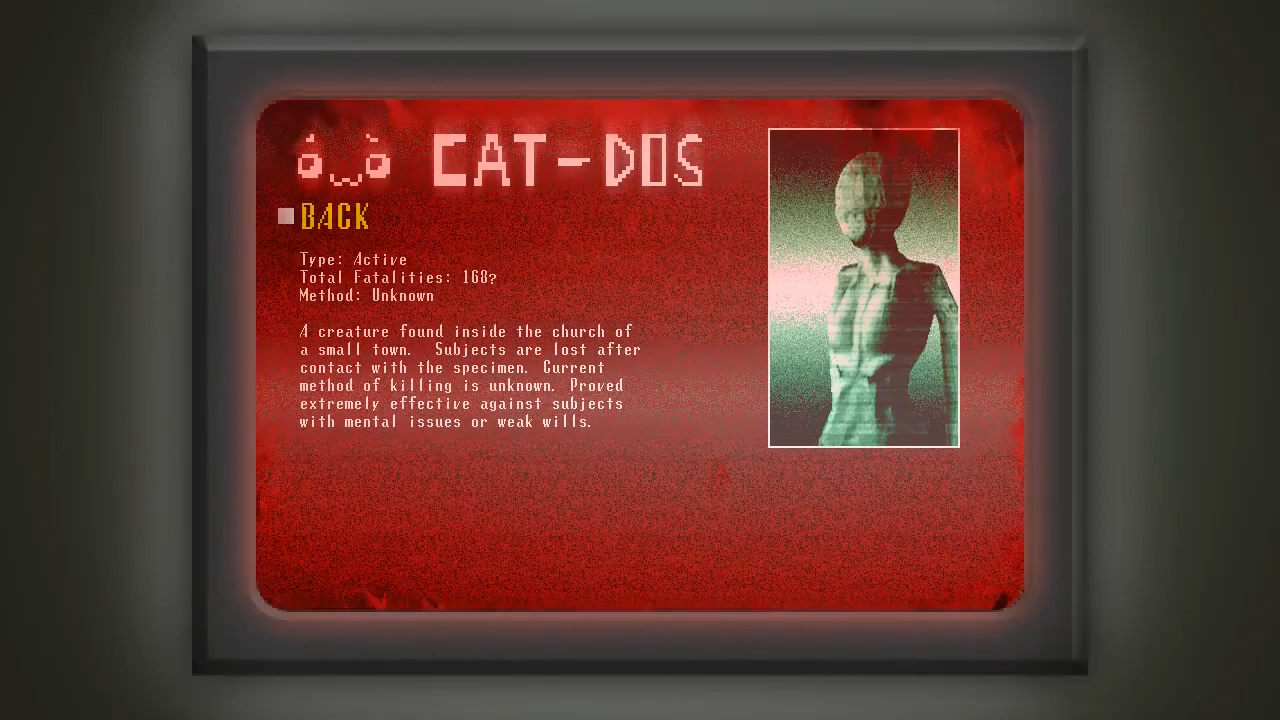 CAT-DOS
BACK
Type: Active
Total Fatalities: 168?
Method: Unknown
A creature found inside the church of
a small town. Subjects are lost after
contact with the specimen. Current
method of killing is unknown. Proved
extremely effective against subjects
with mental issues or weak wills.